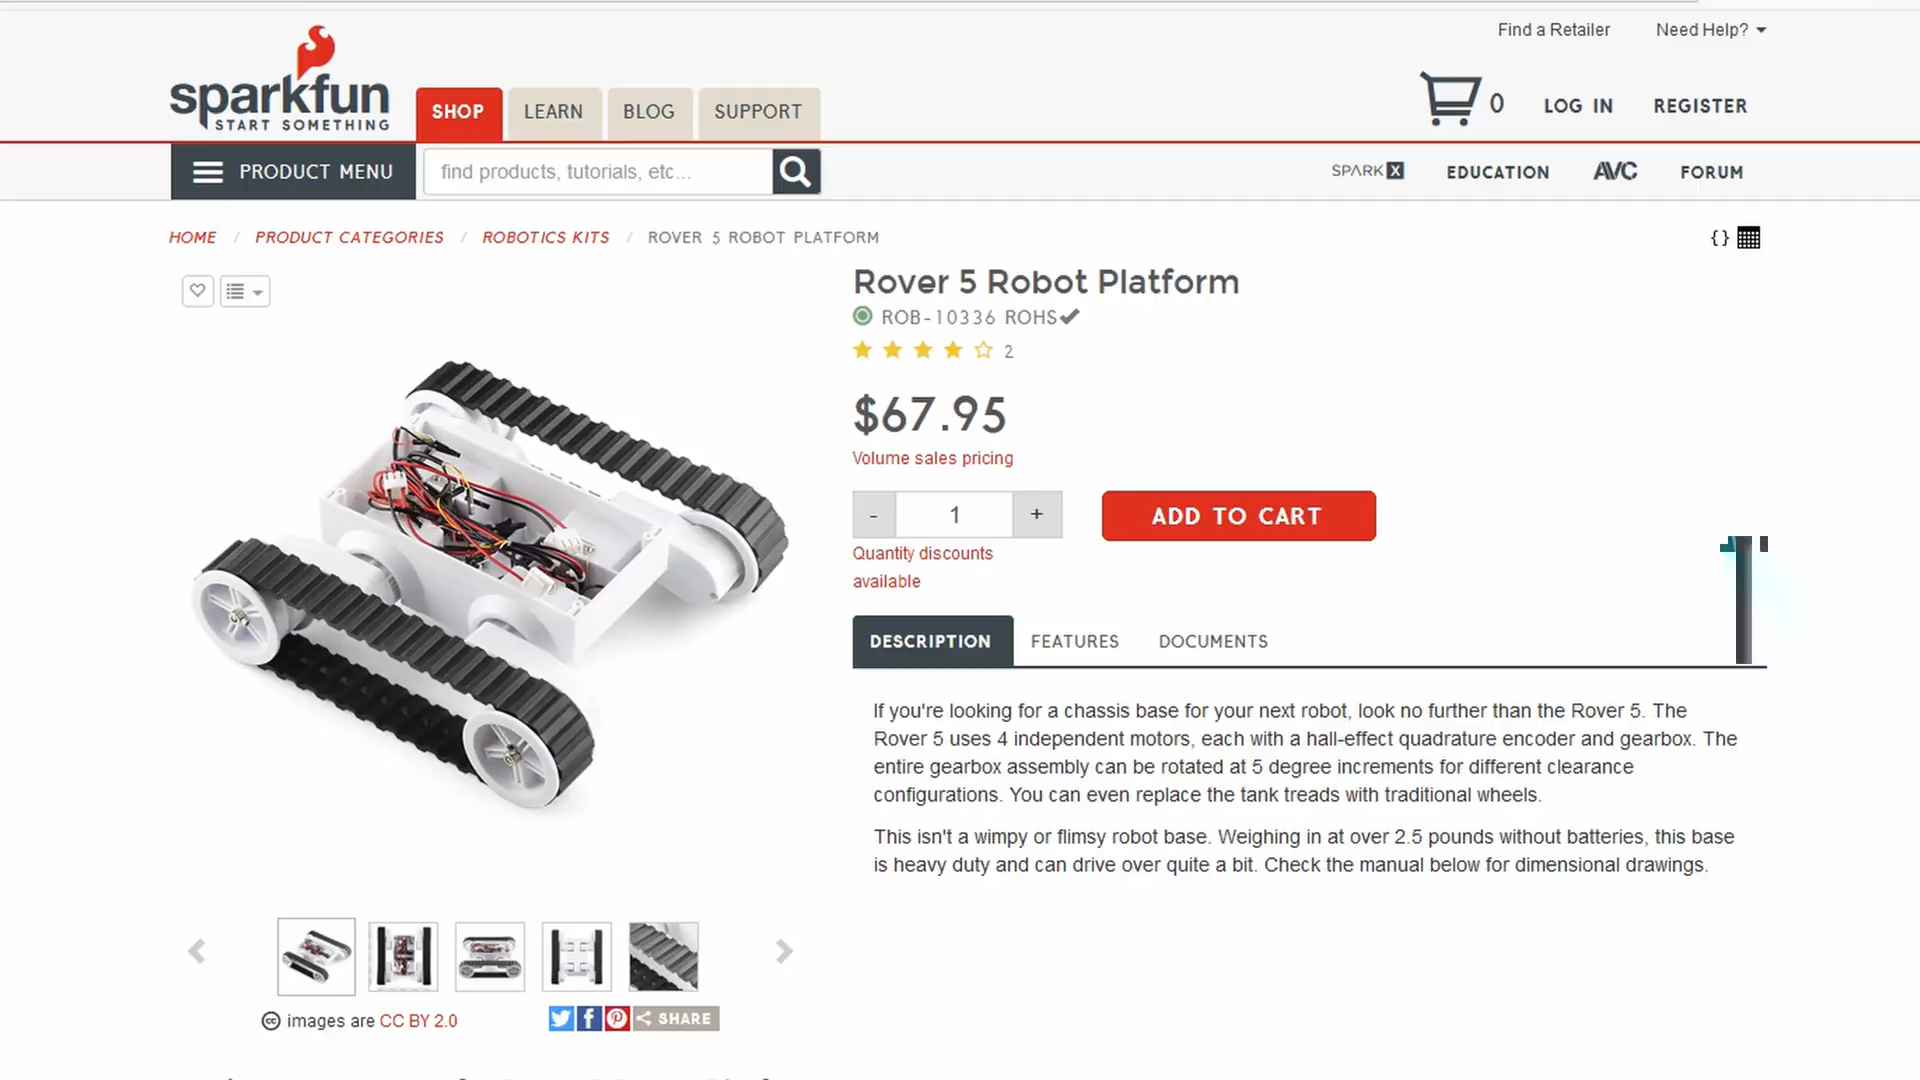 Find a Retailer
Need Help?
sparkfun
START SOMETHING
SHOP
LEARN
BLOG
SUPPORT
0
LOG IN
REGISTER
PRODUCT MENU
find products, tutorials, etc...
SPARK X
EDUCATION
AVC
FORUM
HOME / PRODUCT CATEGORIES / ROBOTICS KITS / ROVER 5 ROBOT PLATFORM
{}
Rover 5 Robot Platform
ROB-10336 ROHS✔
2
$67.95
Volume sales pricing
- 1 +
ADD TO CART
Quantity discounts
available
DESCRIPTION
FEATURES
DOCUMENTS
If you're looking for a chassis base for your next robot, look no further than the Rover 5. The
Rover 5 uses 4 independent motors, each with a hall-effect quadrature encoder and gearbox. The
entire gearbox assembly can be rotated at 5 degree increments for different clearance
configurations. You can even replace the tank treads with traditional wheels.
This isn't a wimpy or flimsy robot base. Weighing in at over 2.5 pounds without batteries, this base
is heavy duty and can drive over quite a bit. Check the manual below for dimensional drawings.
cc images are CC BY 2.0
SHARE